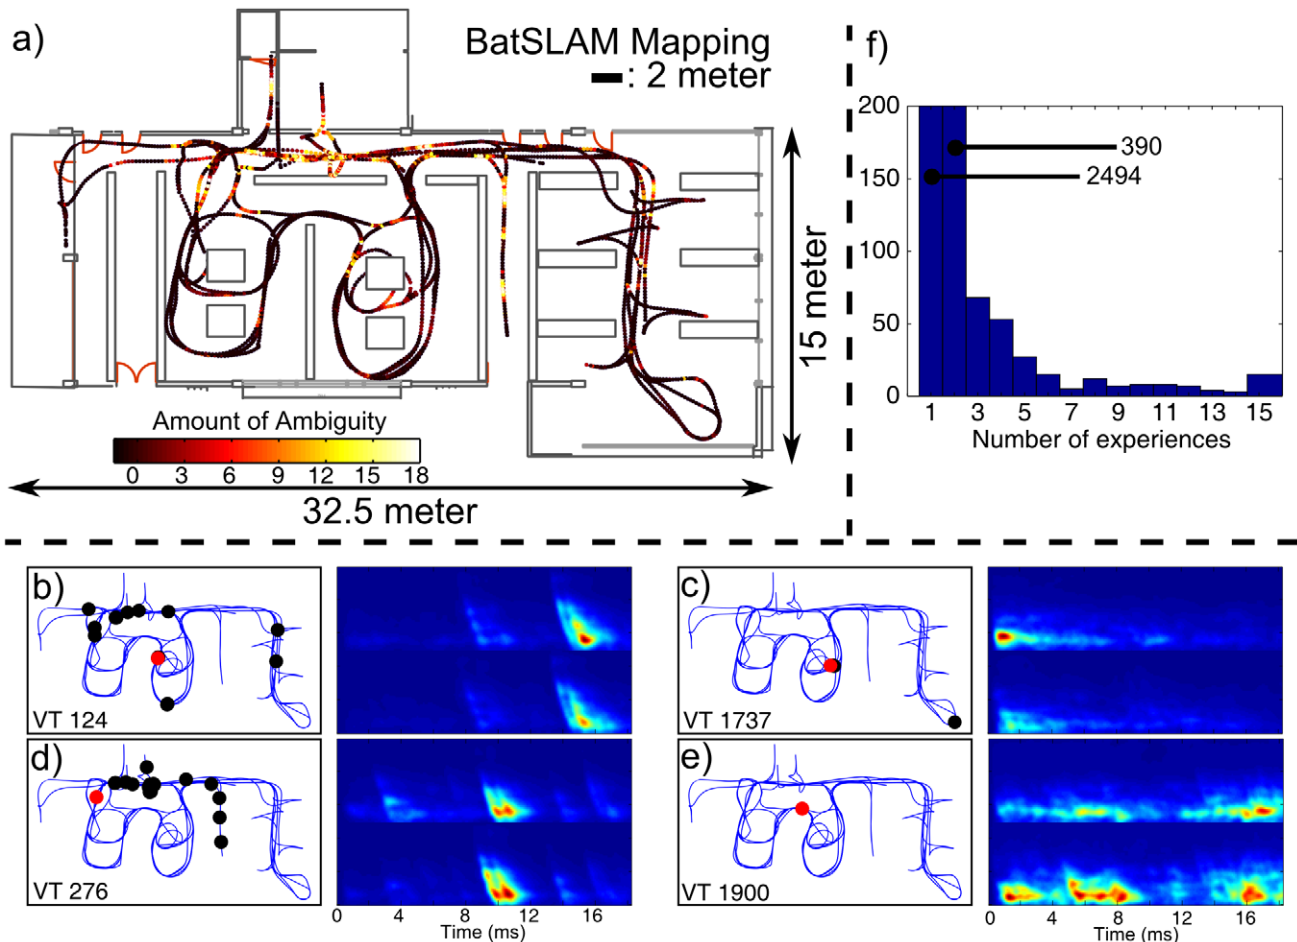 a)
BatSLAM Mapping
: 2 meter
15 meter
Amount of Ambiguity
0 3 6 9 12 15 18
32.5 meter
f)
200
150
100
50
0
390
2494
1 3 5 7 9 11 13 15
Number of experiences
b)
VT 124
c)
VT 1737
d)
VT 276
0 4 8 12 16
Time (ms)
e)
VT 1900
0 4 8 12 16
Time (ms)